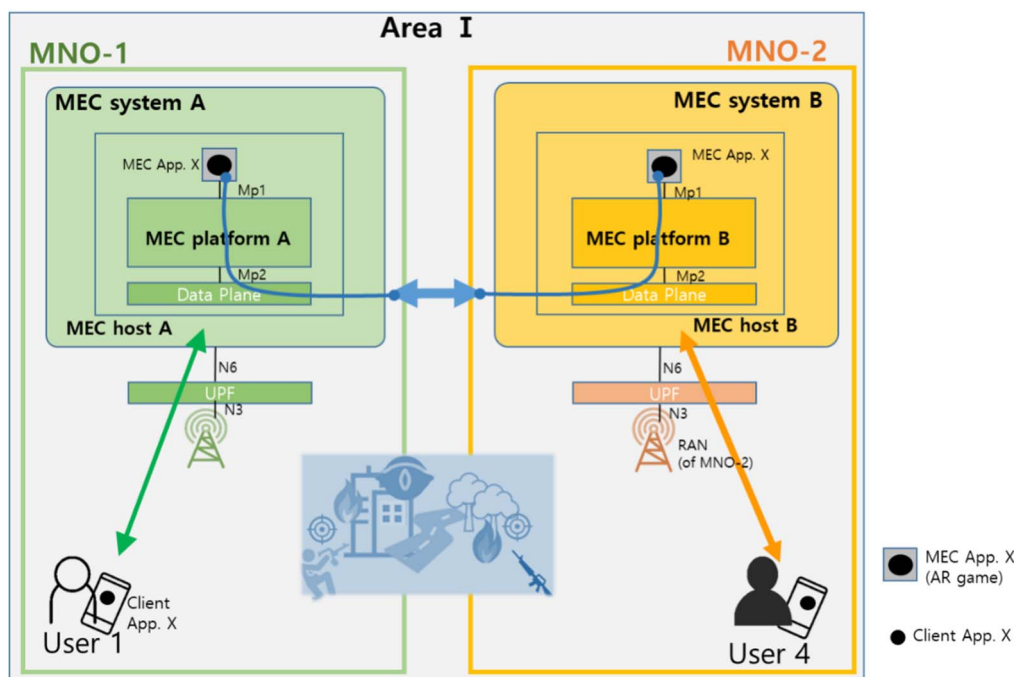 Area I
MNO-1
MNO-2
MEC system A
MEC system B
MEC App. X
MEC App. X
Mp1
Mp1
MEC platform A
MEC platform B
Mp2
Mp2
Data Plane
Data Plane
MEC host A
MEC host B
N6
N6
UPF
UPF
N3
N3
RAN
(of MNO-2)
Client
App. X
User 1
User 4
MEC App. X
(AR game)
Client App. X